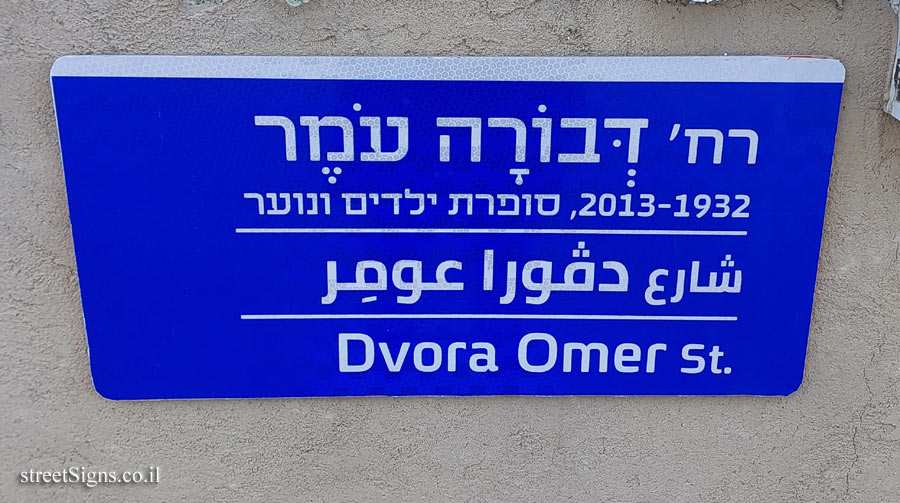 רח׳ דְּבוֹרָה עֹמֶר
2013-1932, סופרת ילדים ונוער
شارع دڤورا عومِر
Dvora Omer St.
streetSigns.co.il